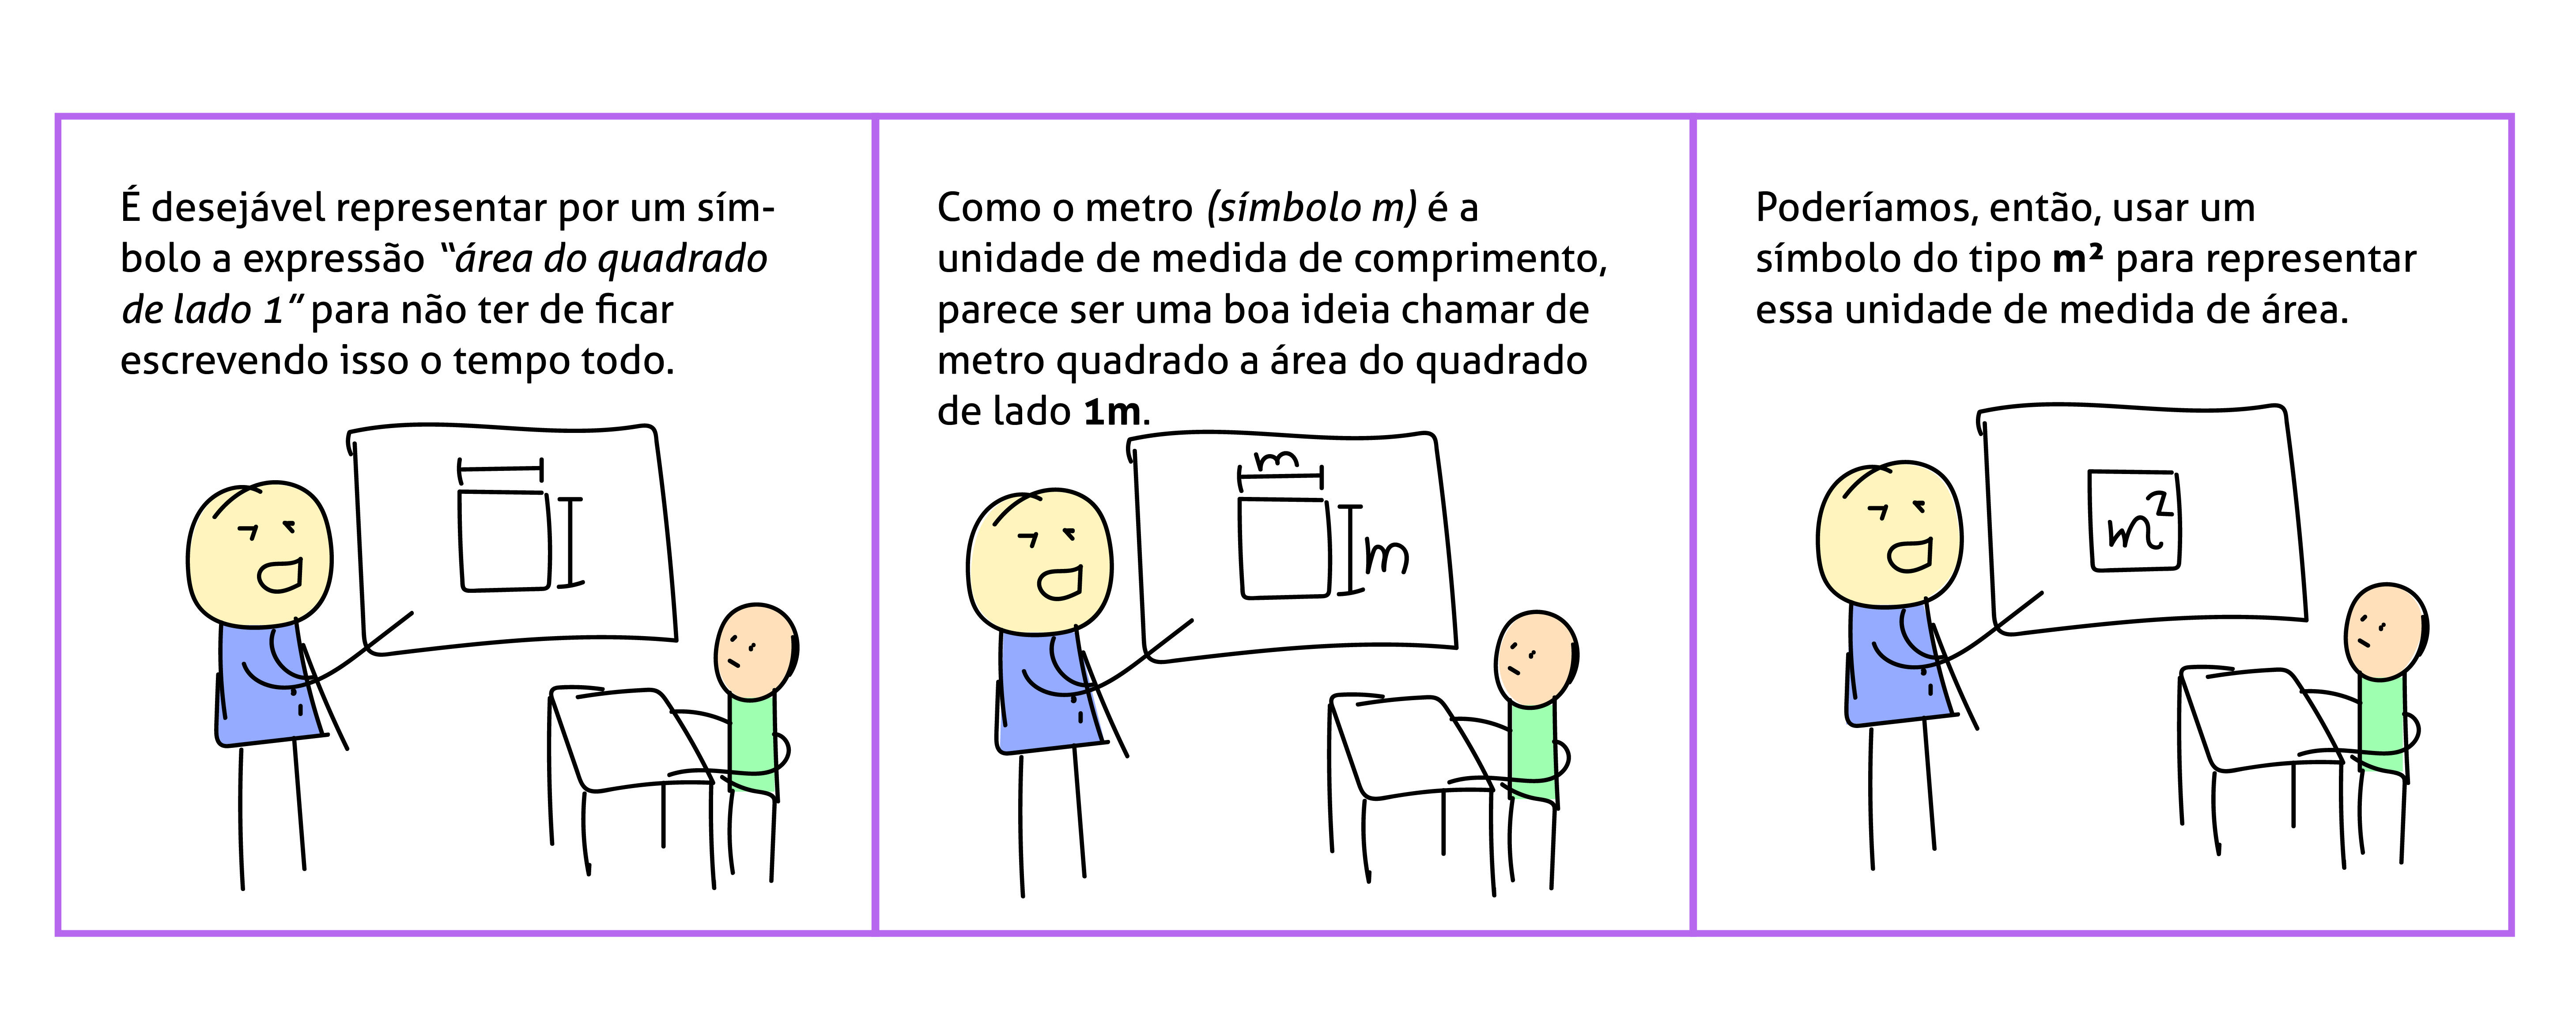 É desejável representar por um sím-
bolo a expressão “área do quadrado
de lado 1” para não ter de ficar
escrevendo isso o tempo todo.
Como o metro (símbolo m) é a
unidade de medida de comprimento,
parece ser uma boa ideia chamar de
metro quadrado a área do quadrado
de lado 1m.
m
m
Poderíamos, então, usar um
símbolo do tipo m² para representar
essa unidade de medida de área.
m²